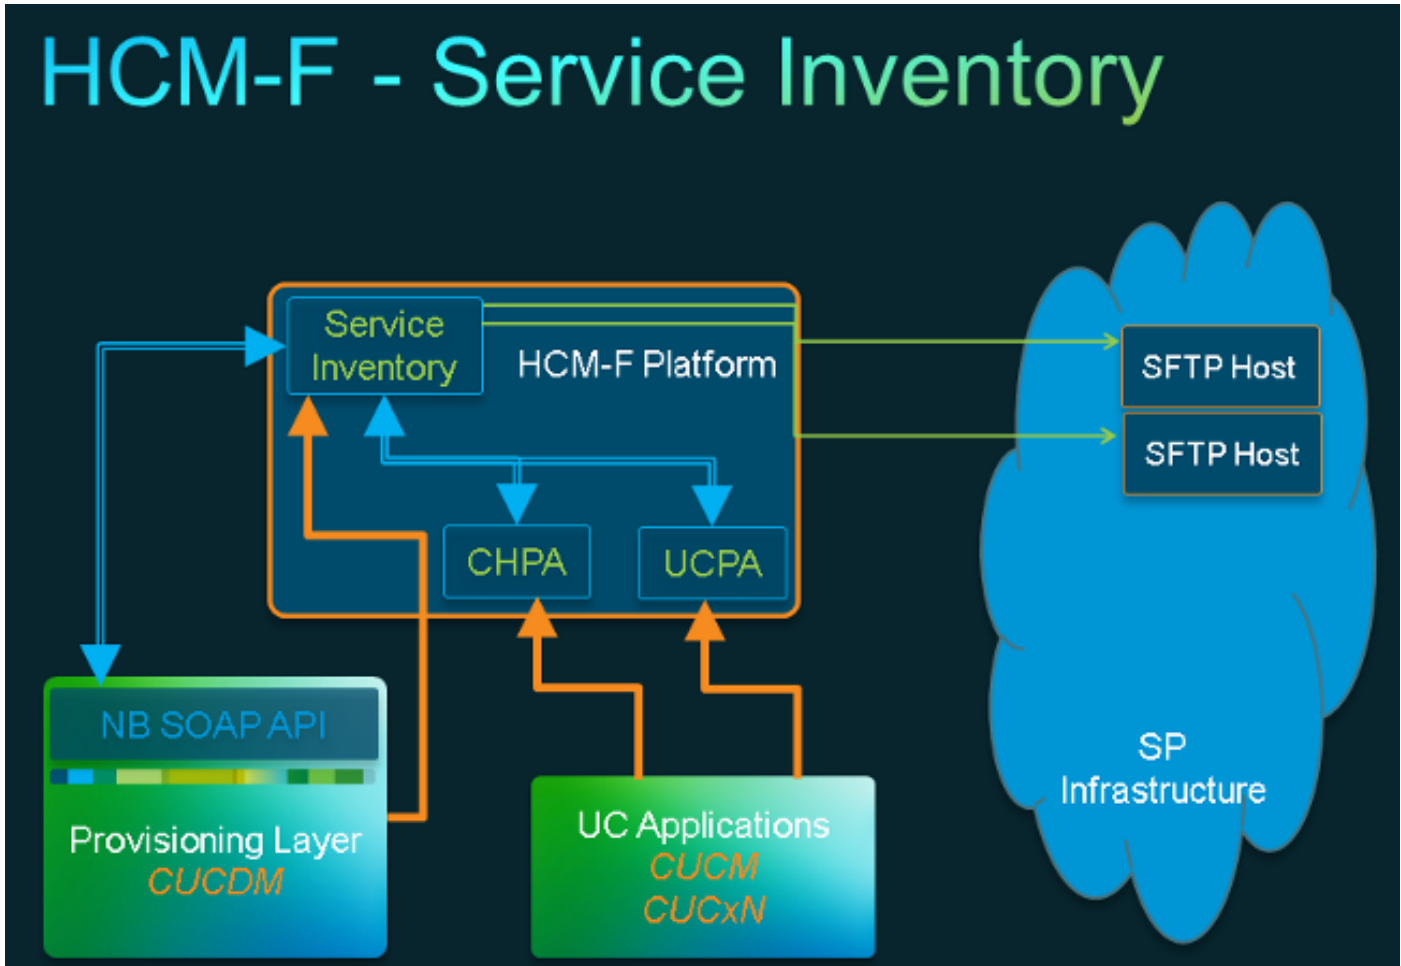 HCM-F - Service Inventory
Service
Inventory
HCM-F Platform
SFTP Host
SFTP Host
CHPA
UCPA
NB SOAP API
Provisioning Layer
CUCDM
UC Applications
CUCM
CUCxN
SP
Infrastructure